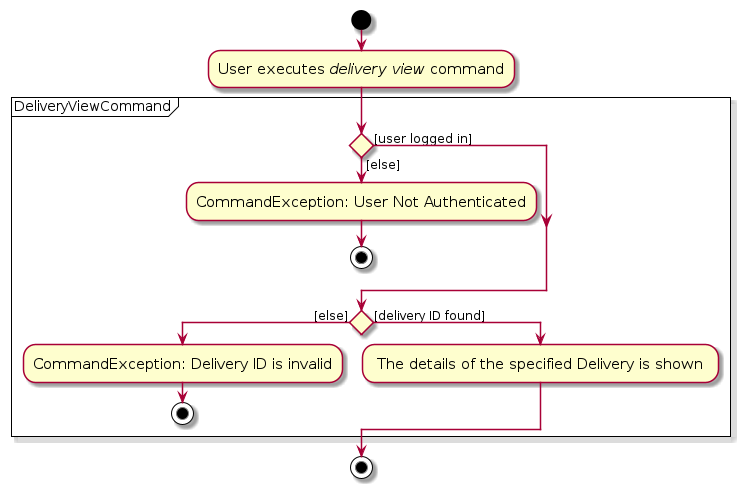 User executes delivery view command
DeliveryViewCommand
[user logged in]
[else]
CommandException: User Not Authenticated
[else]
[delivery ID found]
CommandException: Delivery ID is invalid
The details of the specified Delivery is shown